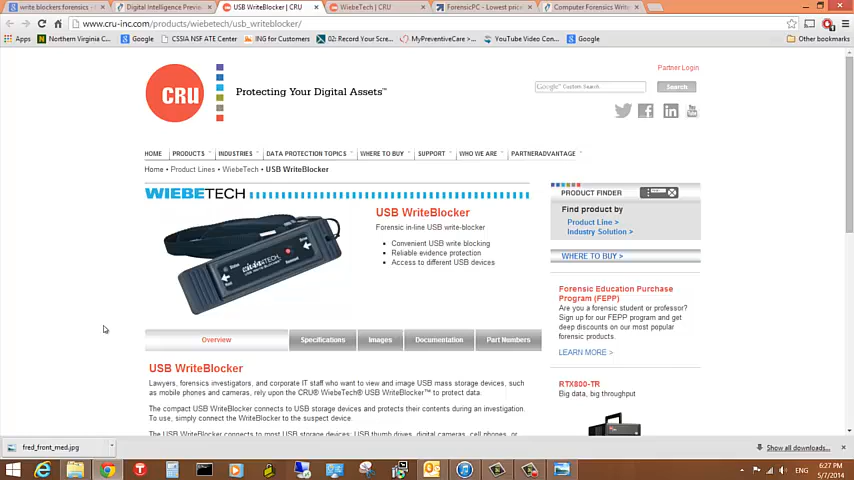 write blockers forensics -
Digital Intelligence Previo
USB WriteBlocker | CRU
WiebeTech | CRU
ForensicPC - Lowest price
Computer Forensics Write
www.cru-inc.com/products/wiebetech/usb_writeblocker/
Apps
Northern Virginia C...
Google
CSSIA NSF ATE Center
ING for Customers
02: Record Your Scre...
MyPreventiveCare > ...
YouTube Video Con...
Google
Other bookmarks
Partner Login
CRU
Protecting Your Digital Assets™
Google™ Custom Search
Search
HOME
PRODUCTS
INDUSTRIES
DATA PROTECTION TOPICS
WHERE TO BUY
SUPPORT
WHO WE ARE
PARTNERADVANTAGE
Home • Product Lines • WiebeTech • USB WriteBlocker
WIEBETECH
USB WriteBlocker
Forensic in-line USB write-blocker
• Convenient USB write blocking
• Reliable evidence protection
• Access to different USB devices
WIEBETECH
PRODUCT FINDER
Find product by
Product Line >
Industry Solution >
WHERE TO BUY >
Forensic Education Purchase
Program (FEPP)
Are you a forensic student or professor?
Sign up for our FEPP program and get
deep discounts on our most popular
forensic products.
LEARN MORE >
RTX800-TR
Big data, big throughput
Overview
Specifications
Images
Documentation
Part Numbers
USB WriteBlocker
Lawyers, forensics investigators, and corporate IT staff who want to view and image USB mass storage devices, such
as mobile phones and cameras, rely upon the CRU® WiebeTech® USB WriteBlocker™ to protect data.
The compact USB WriteBlocker connects to USB storage devices and protects their contents during an investigation.
To use, simply connect the WriteBlocker to the suspect device
The WriteBlocker connects to most USB storage devices: USB thumb drives, digital cameras, cell phones, or
fred_front_med.jpg
Show all downloads...
ENG
6:27 PM
5/7/2014